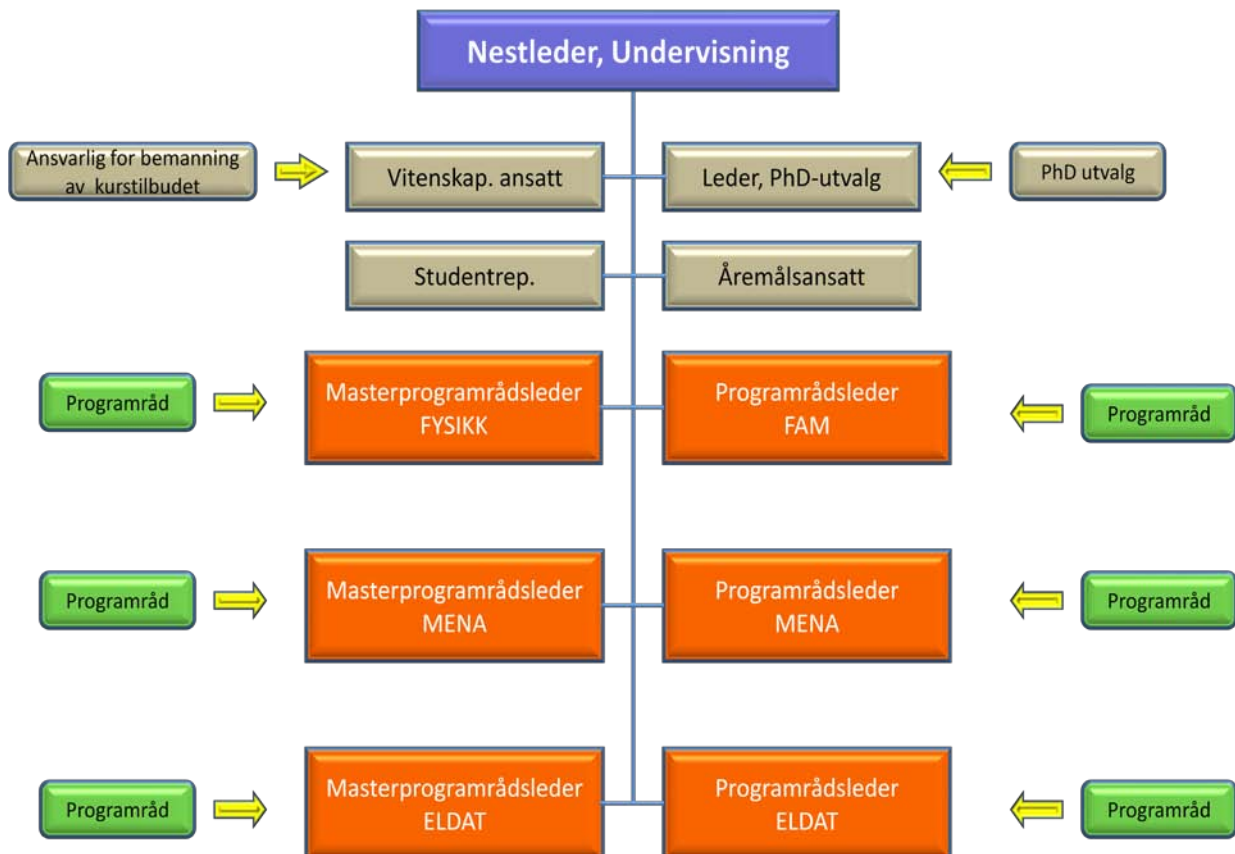 Nestleder, Undervisning
Ansvarlig for bemanning
av kurstilbudet
Vitenskap. ansatt
Leder, PhD-utvalg
PhD utvalg
Studentrep.
Åremålsansatt
Programråd
Masterprogramrådsleder
FYSIKK
Programrådsleder
FAM
Programråd
Programråd
Masterprogramrådsleder
MENA
Programrådsleder
MENA
Programråd
Programråd
Masterprogramrådsleder
ELDAT
Programrådsleder
ELDAT
Programråd